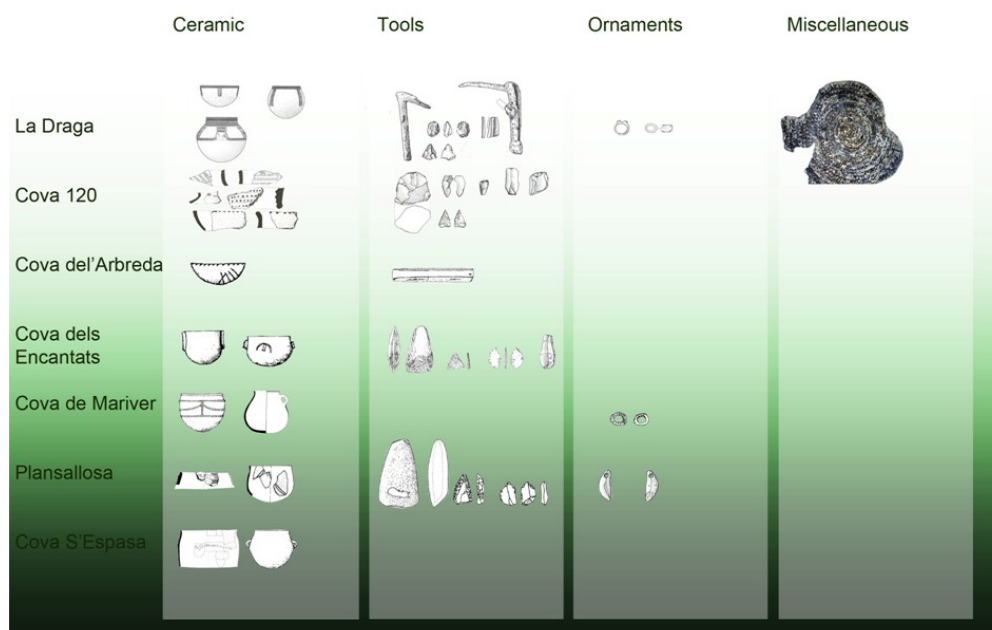 Ceramic Tools Ornaments Miscellaneous
La Draga
Cova 120
Cova del'Arbreda
Cova dels
Encantats
Cova de Mariver
Plansallosa
Cova S'Espasa